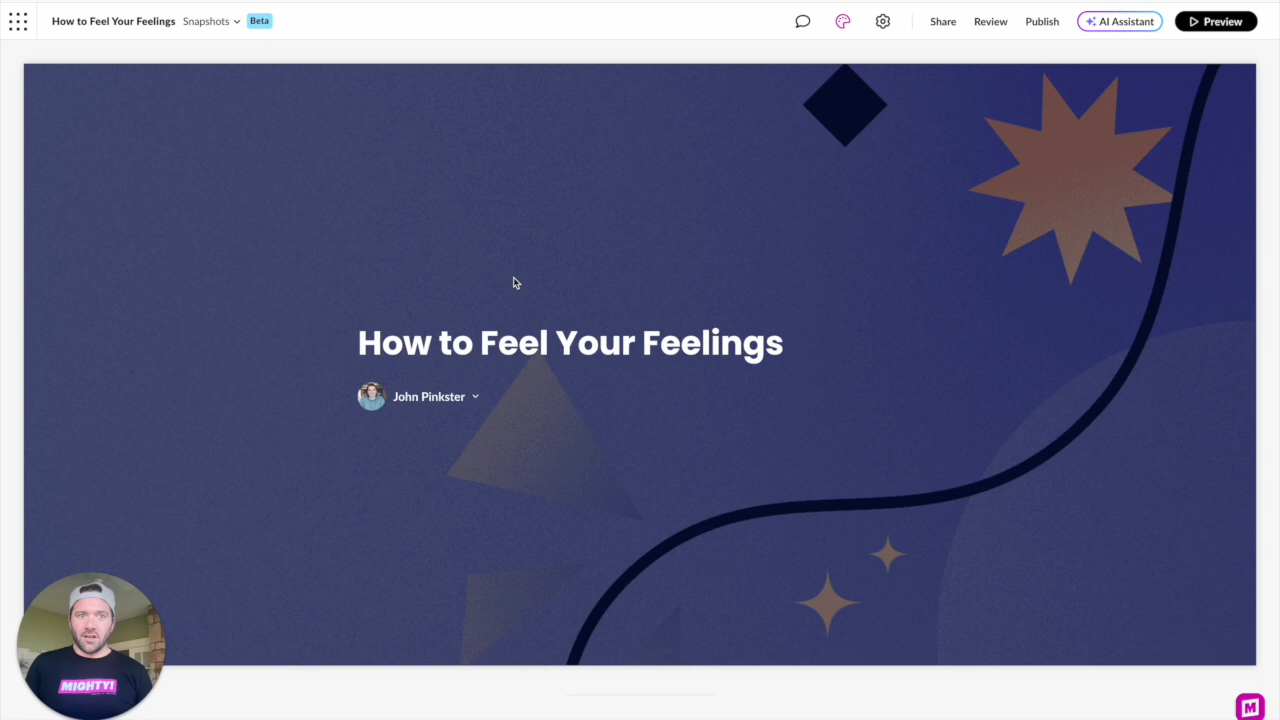 How to Feel Your Feelings Snapshots Beta Share Review Publish AI Assistant Preview
How to Feel Your Feelings
John Pinkster
MIGHTY!
M